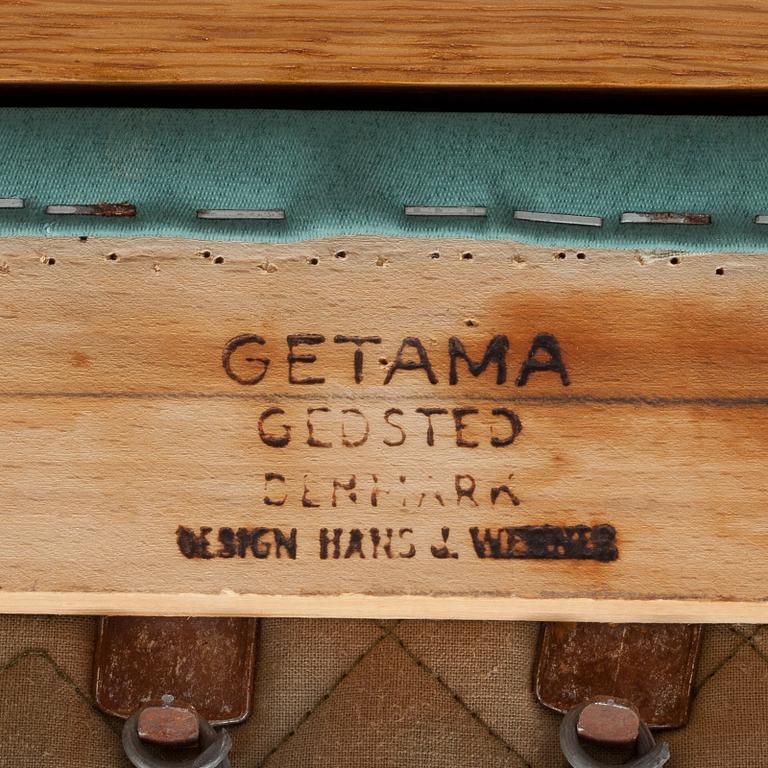 GETAMA
GEDSTED
DENMARK
DESIGN HANS J. WEGNER